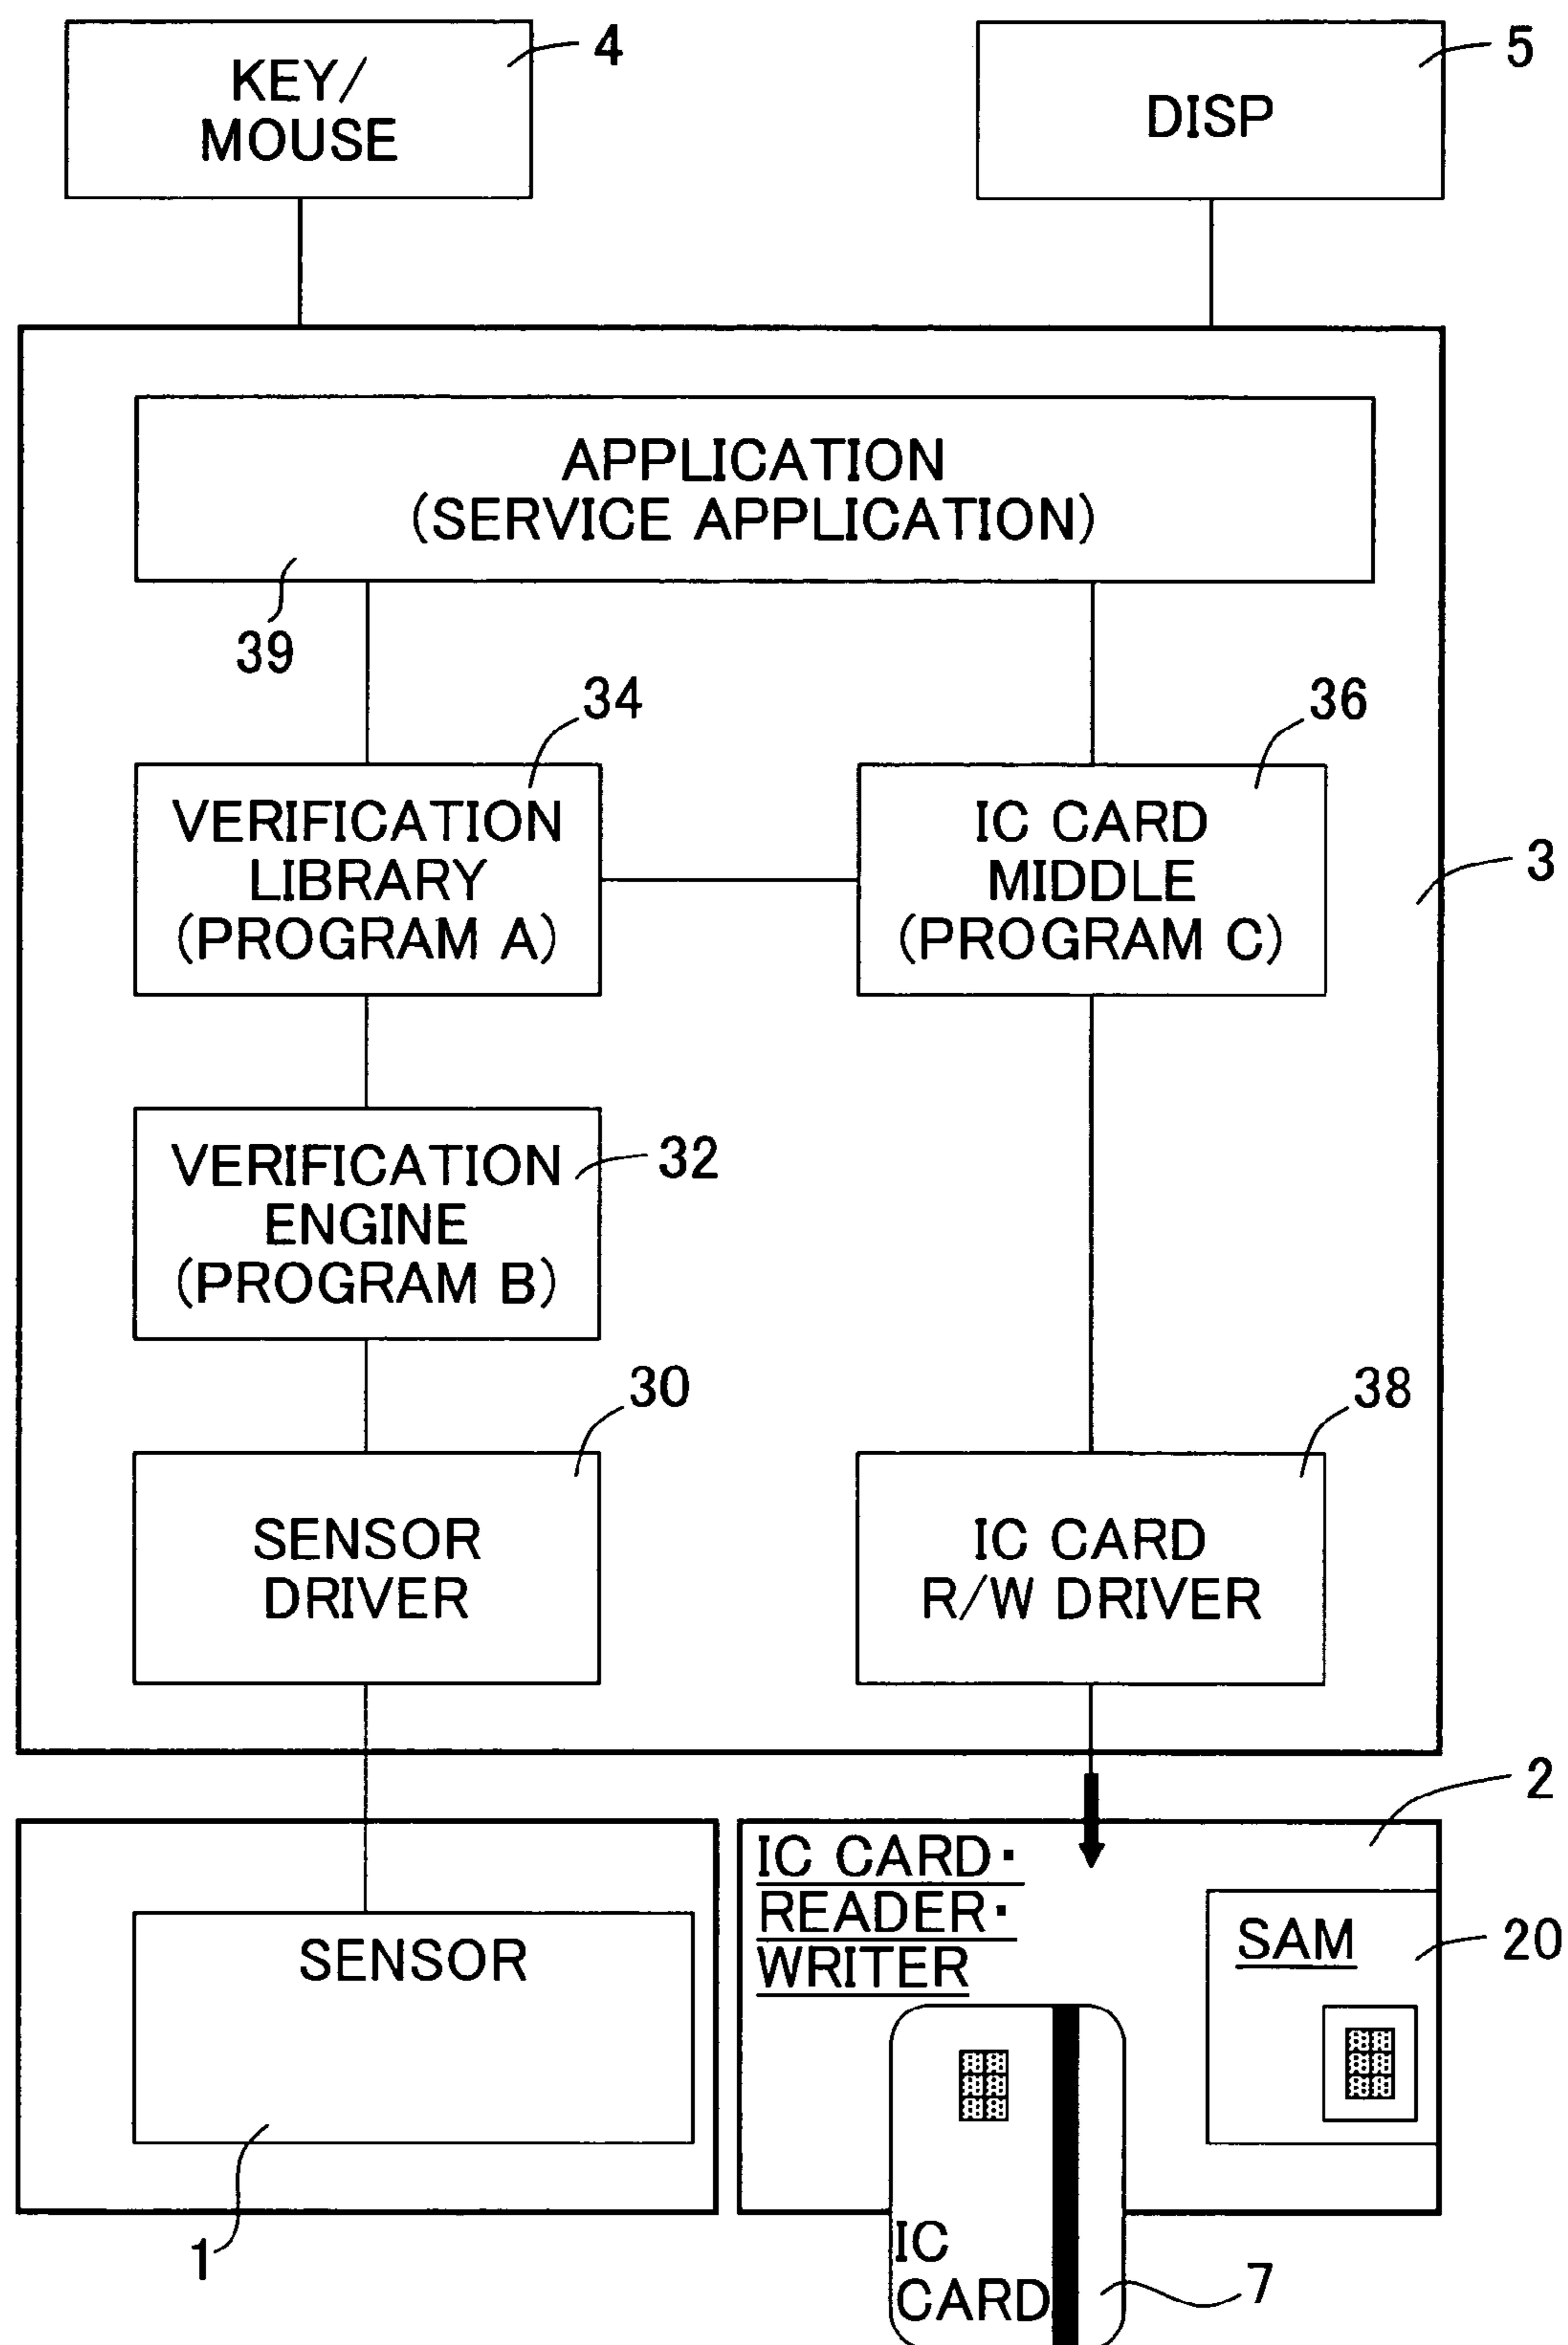 KEY/
MOUSE
4
DISP
5
APPLICATION
(SERVICE APPLICATION)
39
34
36
VERIFICATION
LIBRARY
(PROGRAM A)
IC CARD
MIDDLE
(PROGRAM C)
3
VERIFICATION
ENGINE
(PROGRAM B)
32
30
38
SENSOR
DRIVER
IC CARD
R/W DRIVER
2
SENSOR
1
IC CARD・
READER・
WRITER
SAM
20
IC
CARD
7